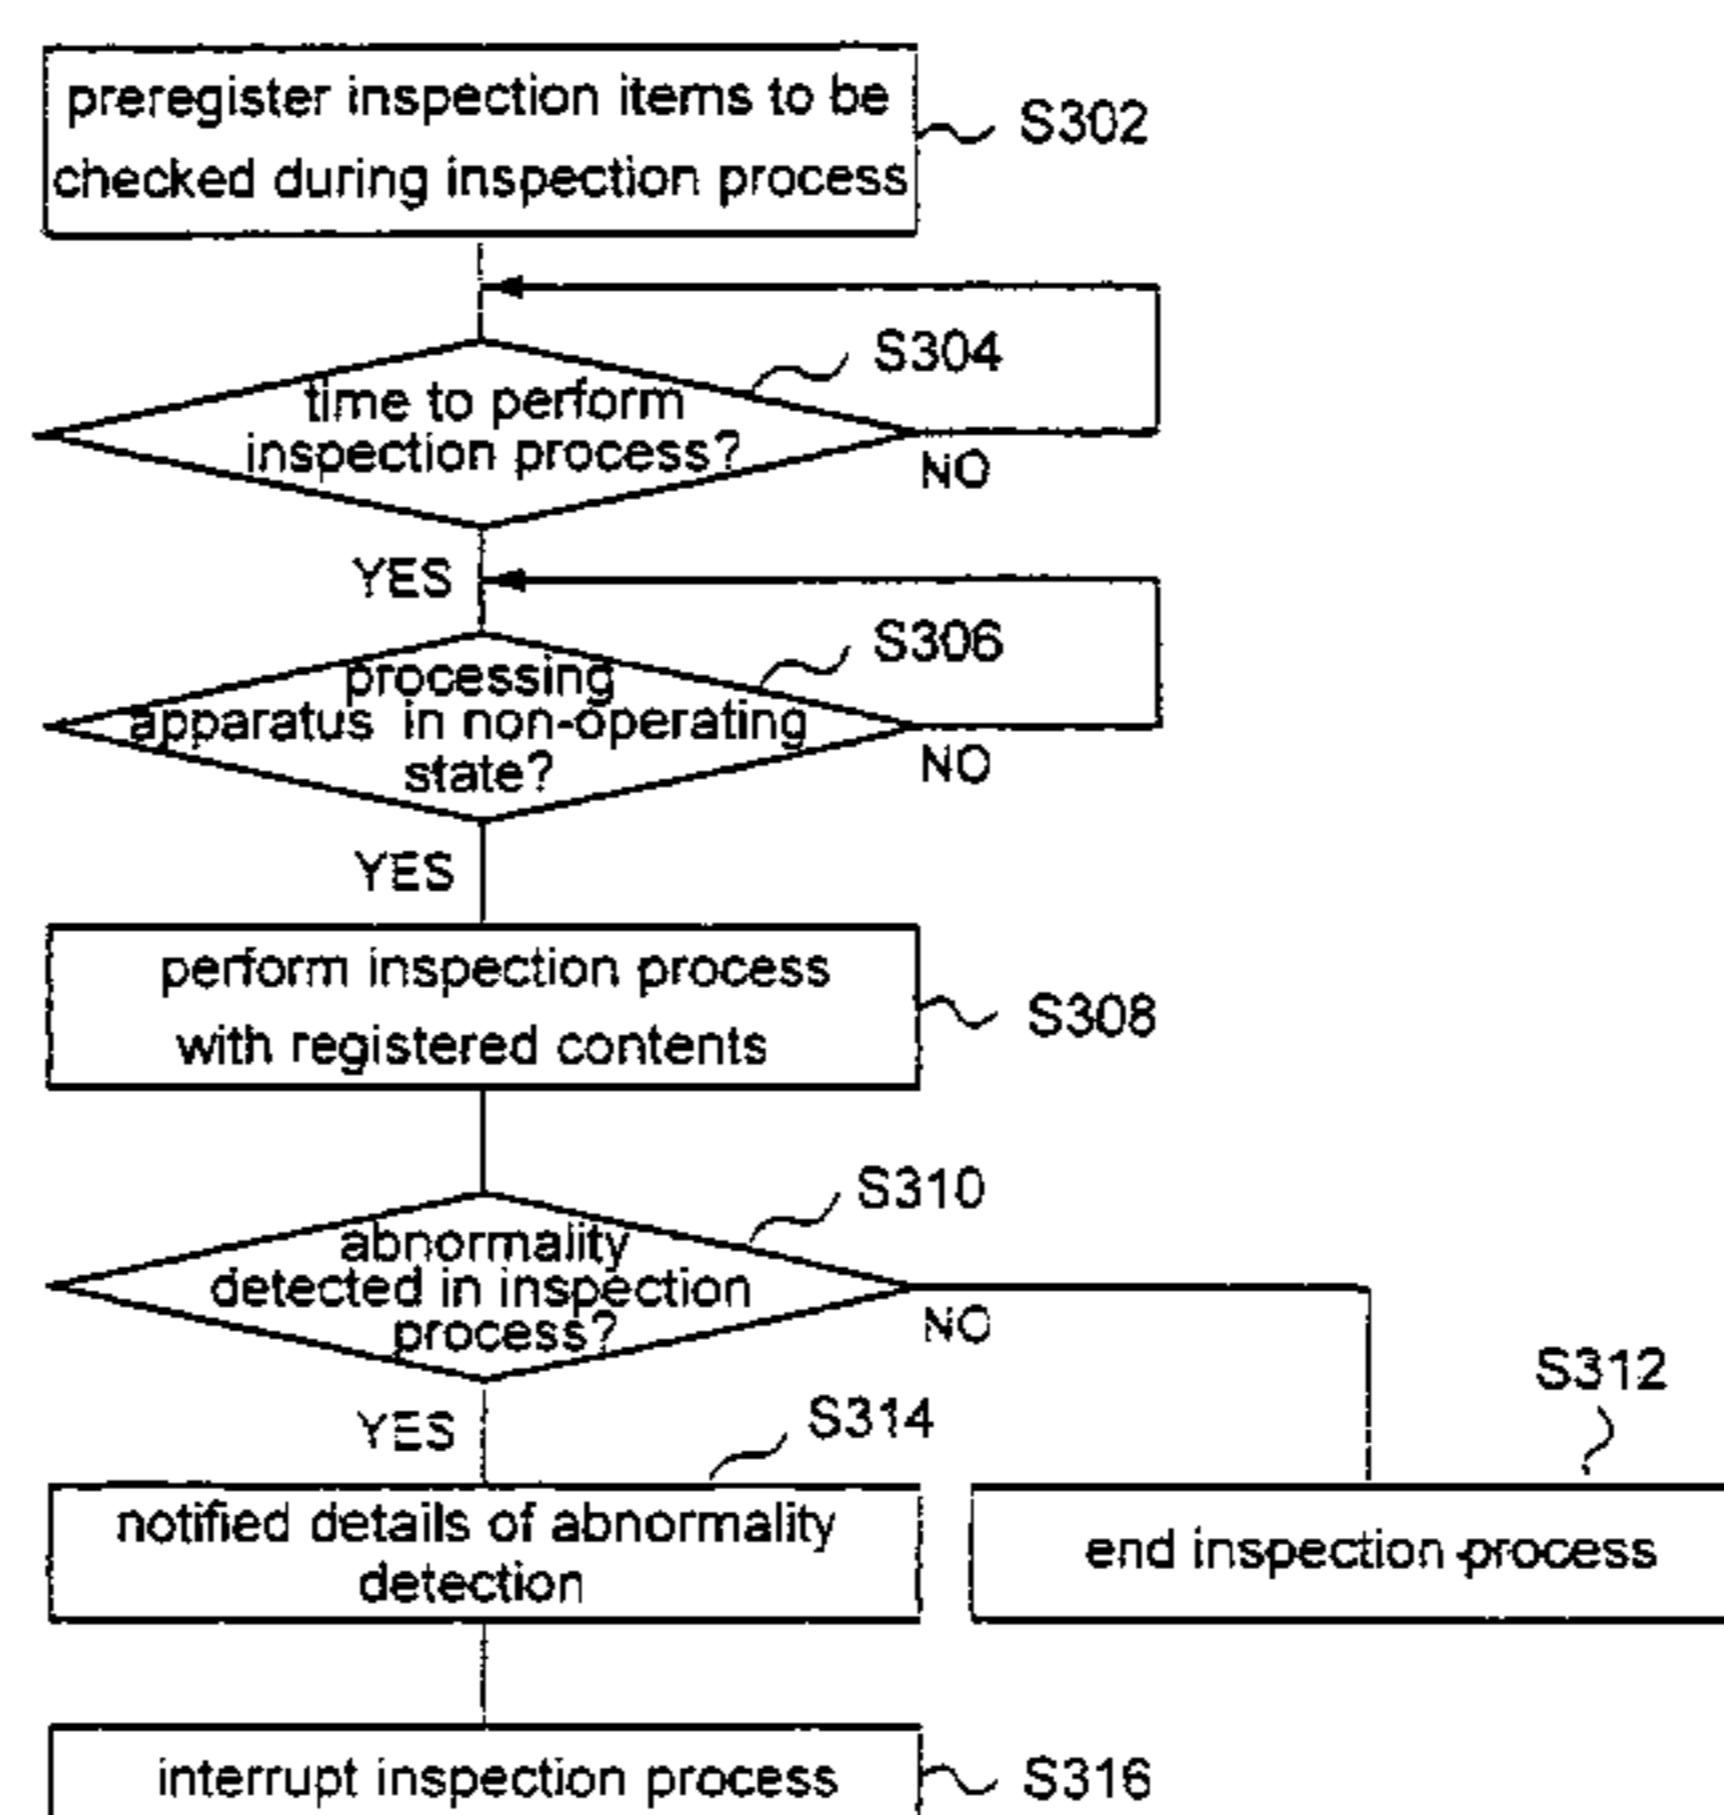 preregister inspection items to be
checked during inspection process
S302
S304
time to perform
inspection process?
NO
YES
S306
processing
apparatus in non-operating
state?
NO
YES
perform inspection process
with registered contents
S308
S310
abnormality
detected in inspection
process?
NO
YES
S314
S312
notified details of abnormality
detection
end inspection process
interrupt inspection process
S316